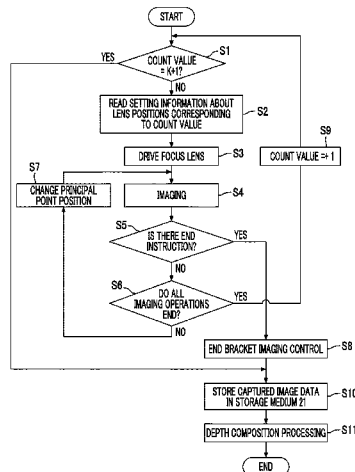 START
S1
YES
COUNT VALUE
= K+1?
NO
READ SETTING INFORMATION ABOUT
LENS POSITIONS CORRESPONDING
TO COUNT VALUE
S2
S9
S7
DRIVE FOCUS LENS
S3
COUNT VALUE =+ 1
CHANGE PRINCIPAL
POINT POSITION
IMAGING
S4
S5
IS THERE END
INSTRUCTION?
YES
NO
S6
DO ALL
IMAGING OPERATIONS
END?
YES
NO
END BRACKET IMAGING CONTROL
S8
STORE CAPTURED IMAGE DATA
IN STORAGE MEDIUM 21
S10
DEPTH COMPOSITION PROCESSING
S11
END